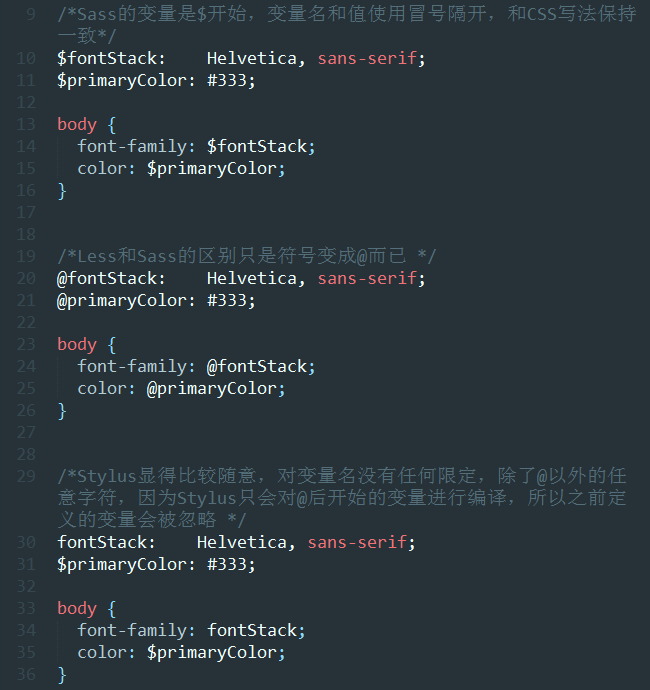 9 /*Sass的变量是$开始，变量名和值使用冒号隔开，和CSS写法保持
一致*/
10 $fontStack:    Helvetica, sans-serif;
11 $primaryColor: #333;
12
13 body {
14   font-family: $fontStack;
15   color: $primaryColor;
16 }
17
18
19 /*Less和Sass的区别只是符号变成@而已 */
20 @fontStack:    Helvetica, sans-serif;
21 @primaryColor: #333;
22
23 body {
24   font-family: @fontStack;
25   color: @primaryColor;
26 }
27
28
29 /*Stylus显得比较随意，对变量名没有任何限定，除了@以外的任
意字符，因为Stylus只会对@后开始的变量进行编译，所以之前定
义的变量会被忽略 */
30 fontStack:    Helvetica, sans-serif;
31 $primaryColor: #333;
32
33 body {
34   font-family: fontStack;
35   color: $primaryColor;
36 }